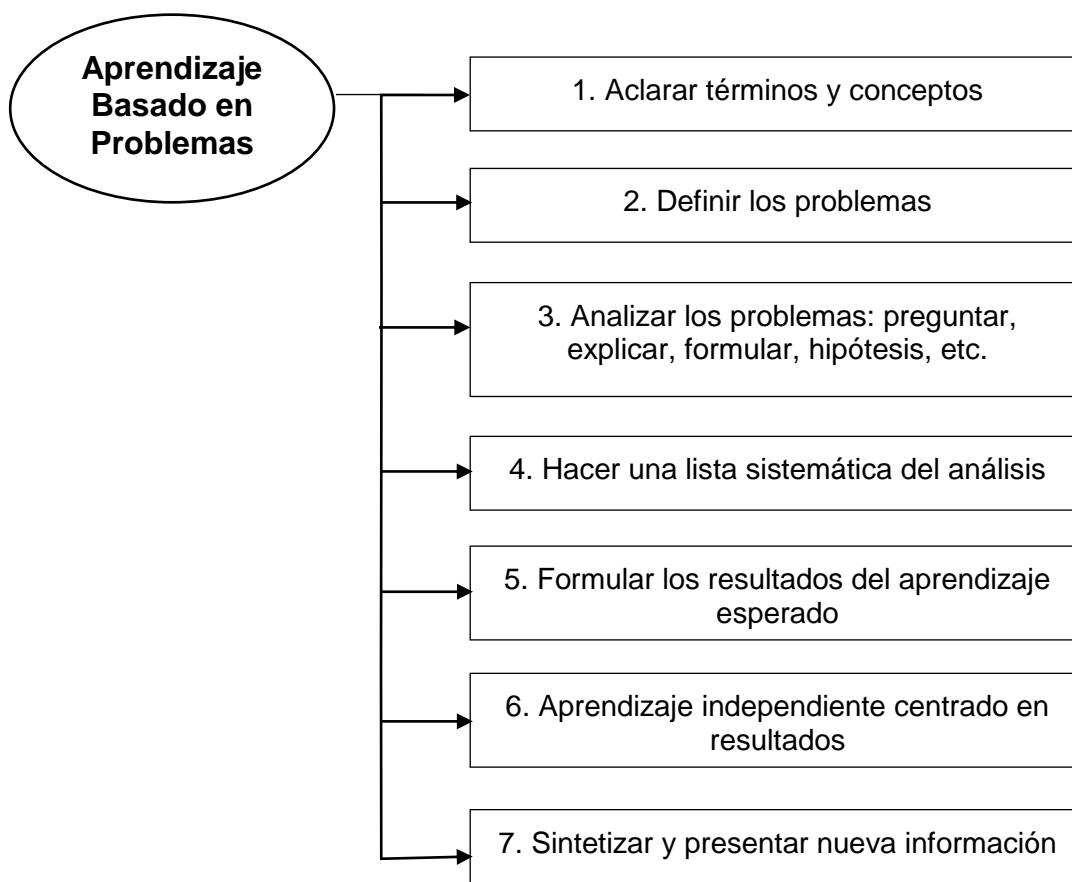 Aprendizaje
Basado en
Problemas
1. Aclarar términos y conceptos
2. Definir los problemas
3. Analizar los problemas: preguntar,
explicar, formular, hipótesis, etc.
4. Hacer una lista sistemática del análisis
5. Formular los resultados del aprendizaje
esperado
6. Aprendizaje independiente centrado en
resultados
7. Sintetizar y presentar nueva información